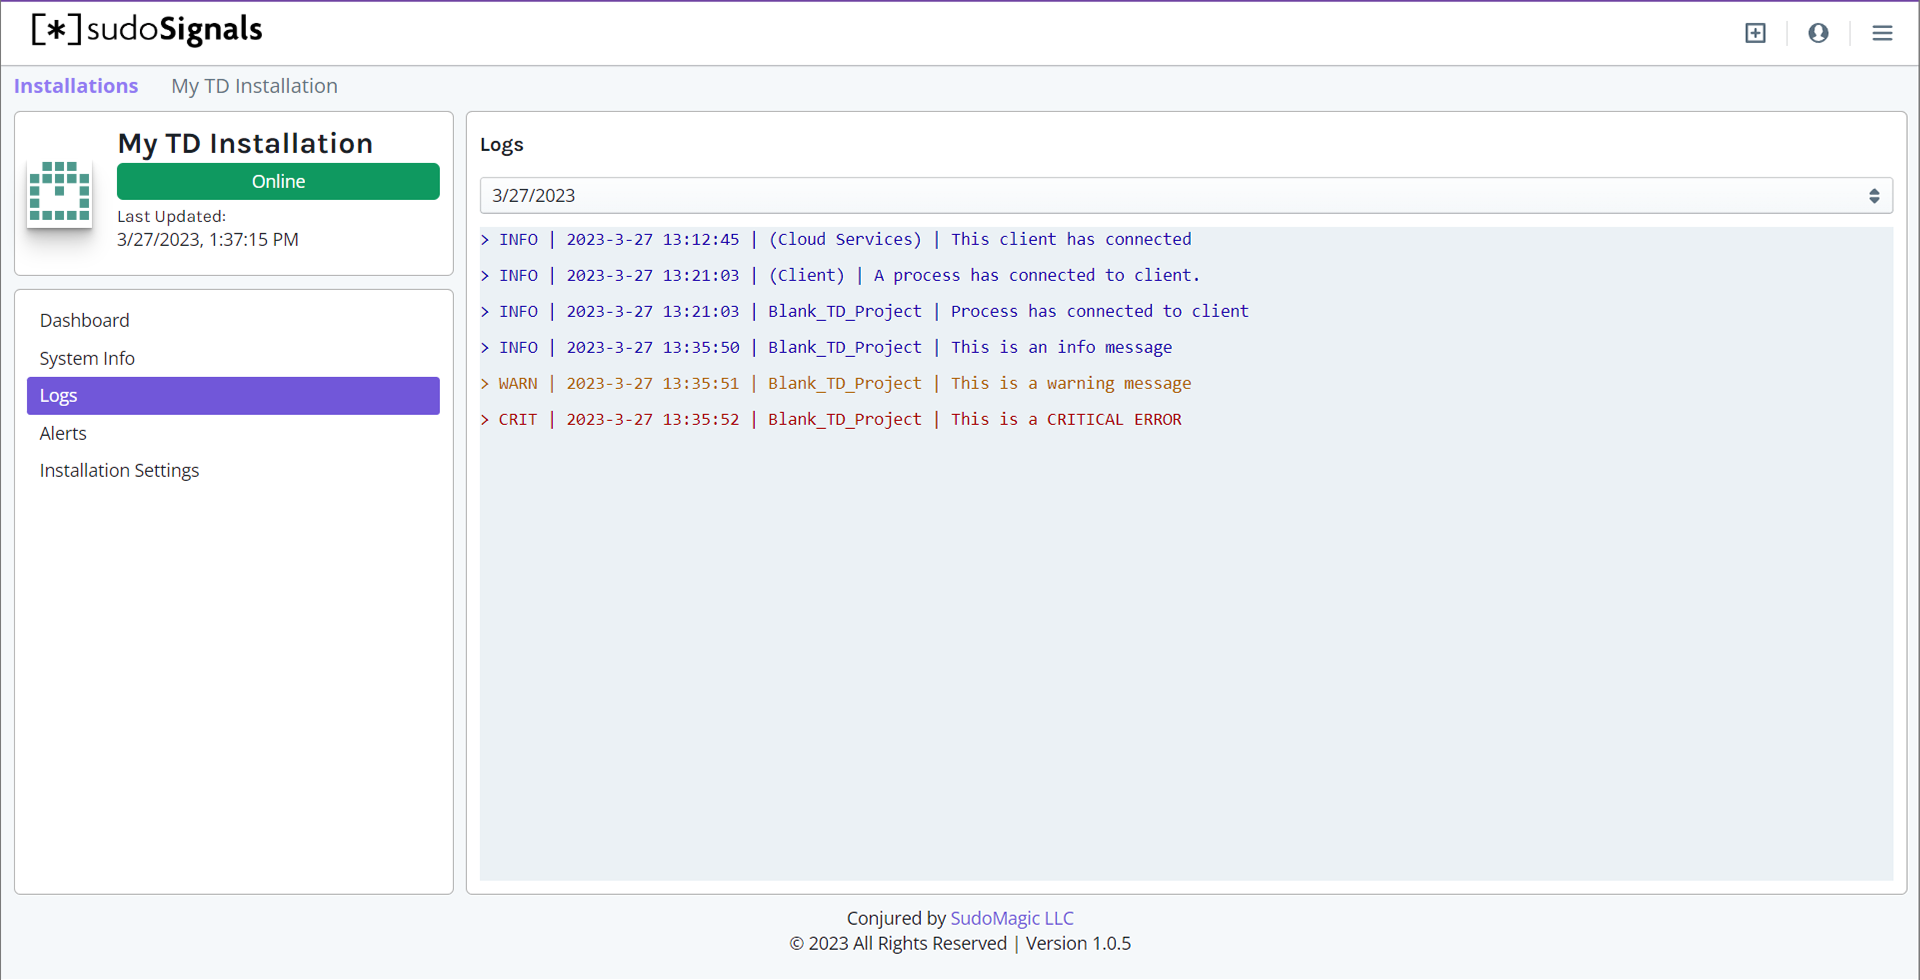 [*]sudoSignals
Installations My TD Installation
My TD Installation
Online
Last Updated:
3/27/2023, 1:37:15 PM
Dashboard
System Info
Logs
Alerts
Installation Settings
Logs
3/27/2023
> INFO | 2023-3-27 13:12:45 | (Cloud Services) | This client has connected
> INFO | 2023-3-27 13:21:03 | (Client) | A process has connected to client.
> INFO | 2023-3-27 13:21:03 | Blank_TD_Project | Process has connected to client
> INFO | 2023-3-27 13:35:50 | Blank_TD_Project | This is an info message
> WARN | 2023-3-27 13:35:51 | Blank_TD_Project | This is a warning message
> CRIT | 2023-3-27 13:35:52 | Blank_TD_Project | This is a CRITICAL ERROR
Conjured by SudoMagic LLC
© 2023 All Rights Reserved | Version 1.0.5